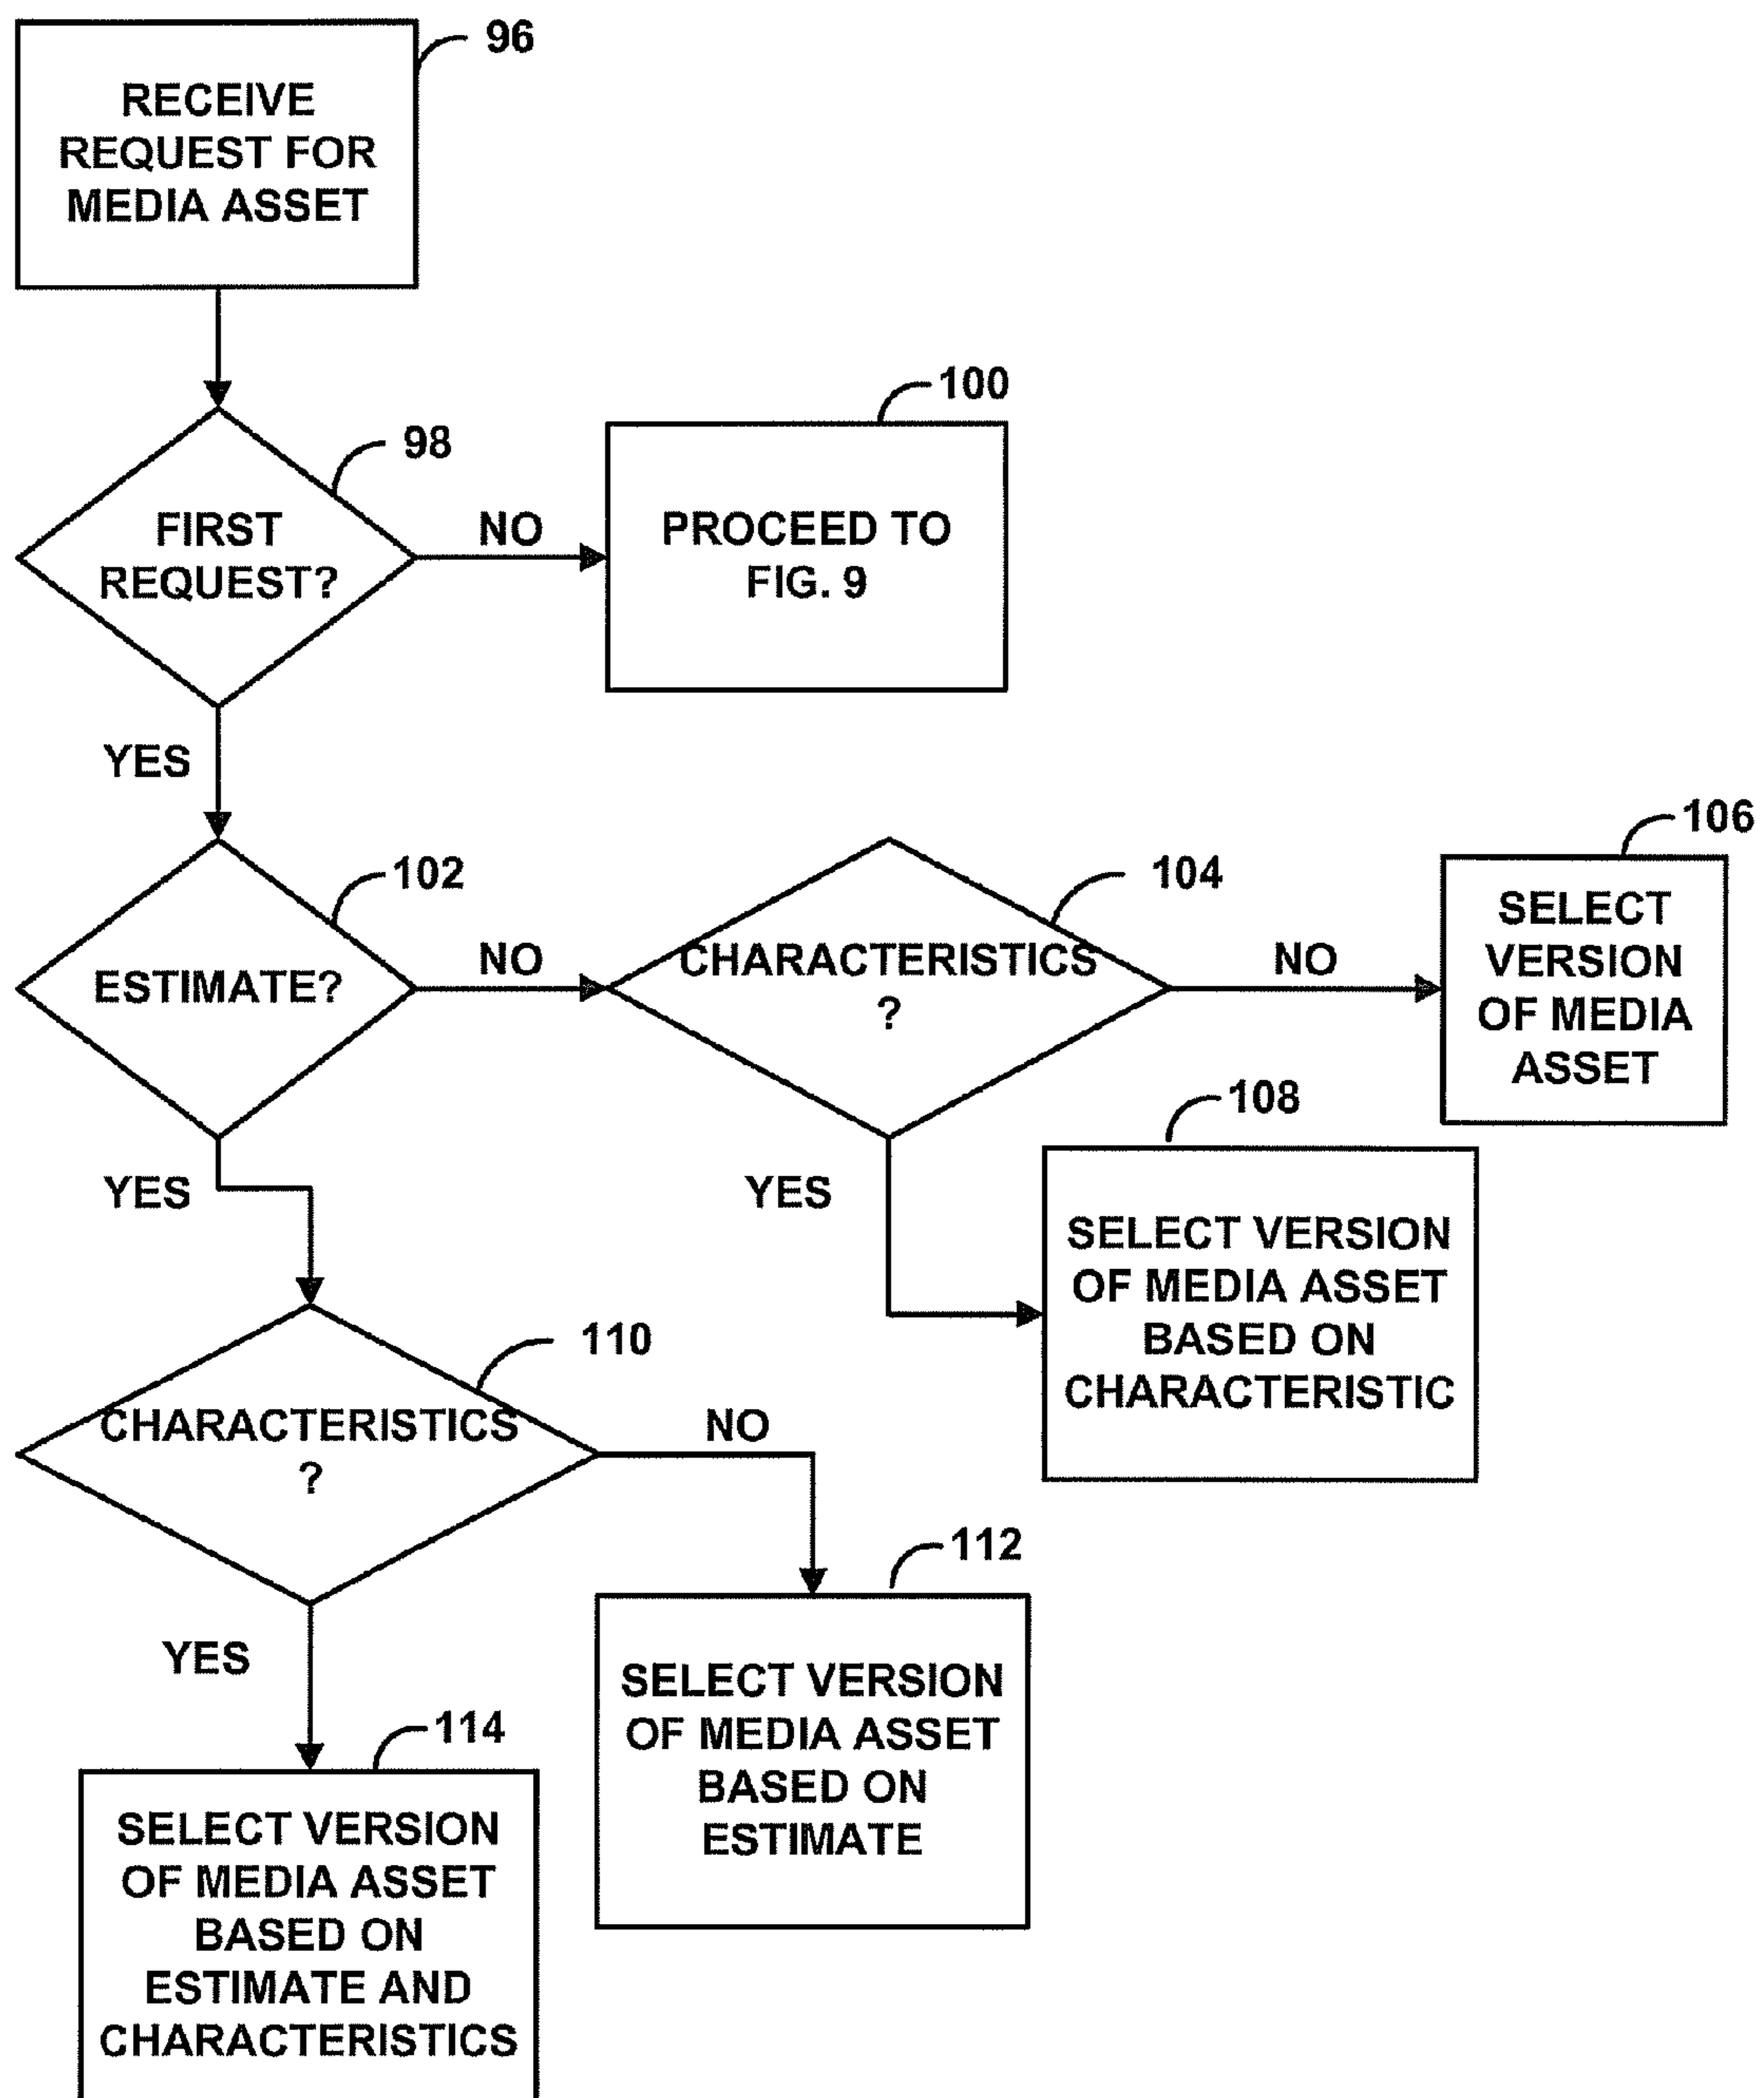 96
RECEIVE
REQUEST FOR
MEDIA ASSET
98
FIRST
REQUEST?
NO
100
PROCEED TO
FIG. 9
YES
102
ESTIMATE?
NO
104
CHARACTERISTICS
?
NO
106
SELECT
VERSION
OF MEDIA
ASSET
YES
108
SELECT VERSION
OF MEDIA ASSET
BASED ON
CHARACTERISTIC
YES
110
CHARACTERISTICS
?
NO
112
SELECT VERSION
OF MEDIA ASSET
BASED ON
ESTIMATE
YES
114
SELECT VERSION
OF MEDIA ASSET
BASED ON
ESTIMATE AND
CHARACTERISTICS